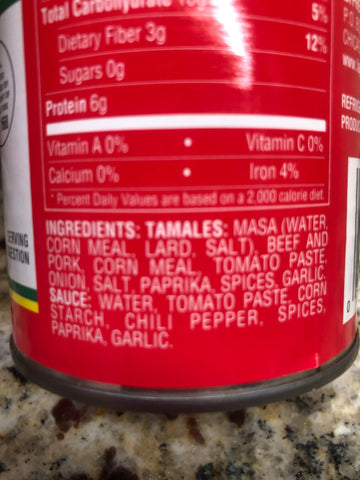 Total Carbohydrate 5%
Dietary Fiber 3g 12%
Sugars 0g
Protein 6g
Vitamin A 0% • Vitamin C 0%
Calcium 0% • Iron 4%
* Percent Daily Values are based on a 2,000 calorie diet.
INGREDIENTS: TAMALES: MASA (WATER,
CORN MEAL, LARD, SALT), BEEF AND
PORK, CORN MEAL, TOMATO PASTE,
ONION, SALT, PAPRIKA, SPICES, GARLIC.
SAUCE: WATER, TOMATO PASTE, CORN
STARCH, CHILI PEPPER, SPICES,
PAPRIKA, GARLIC.